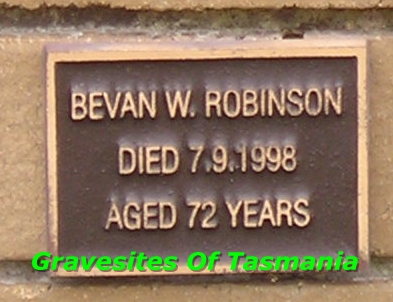 BEVAN W. ROBINSON
DIED 7.9.1998
AGED 72 YEARS
Gravesites Of Tasmania